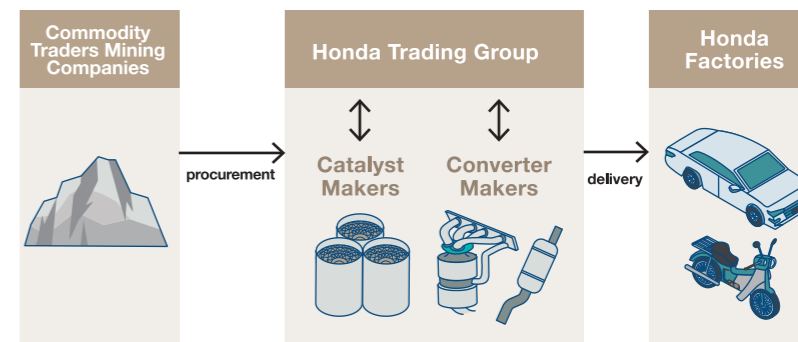 Commodity
Traders Mining
Companies
procurement
Honda Trading Group
Catalyst
Makers
Converter
Makers
delivery
Honda
Factories